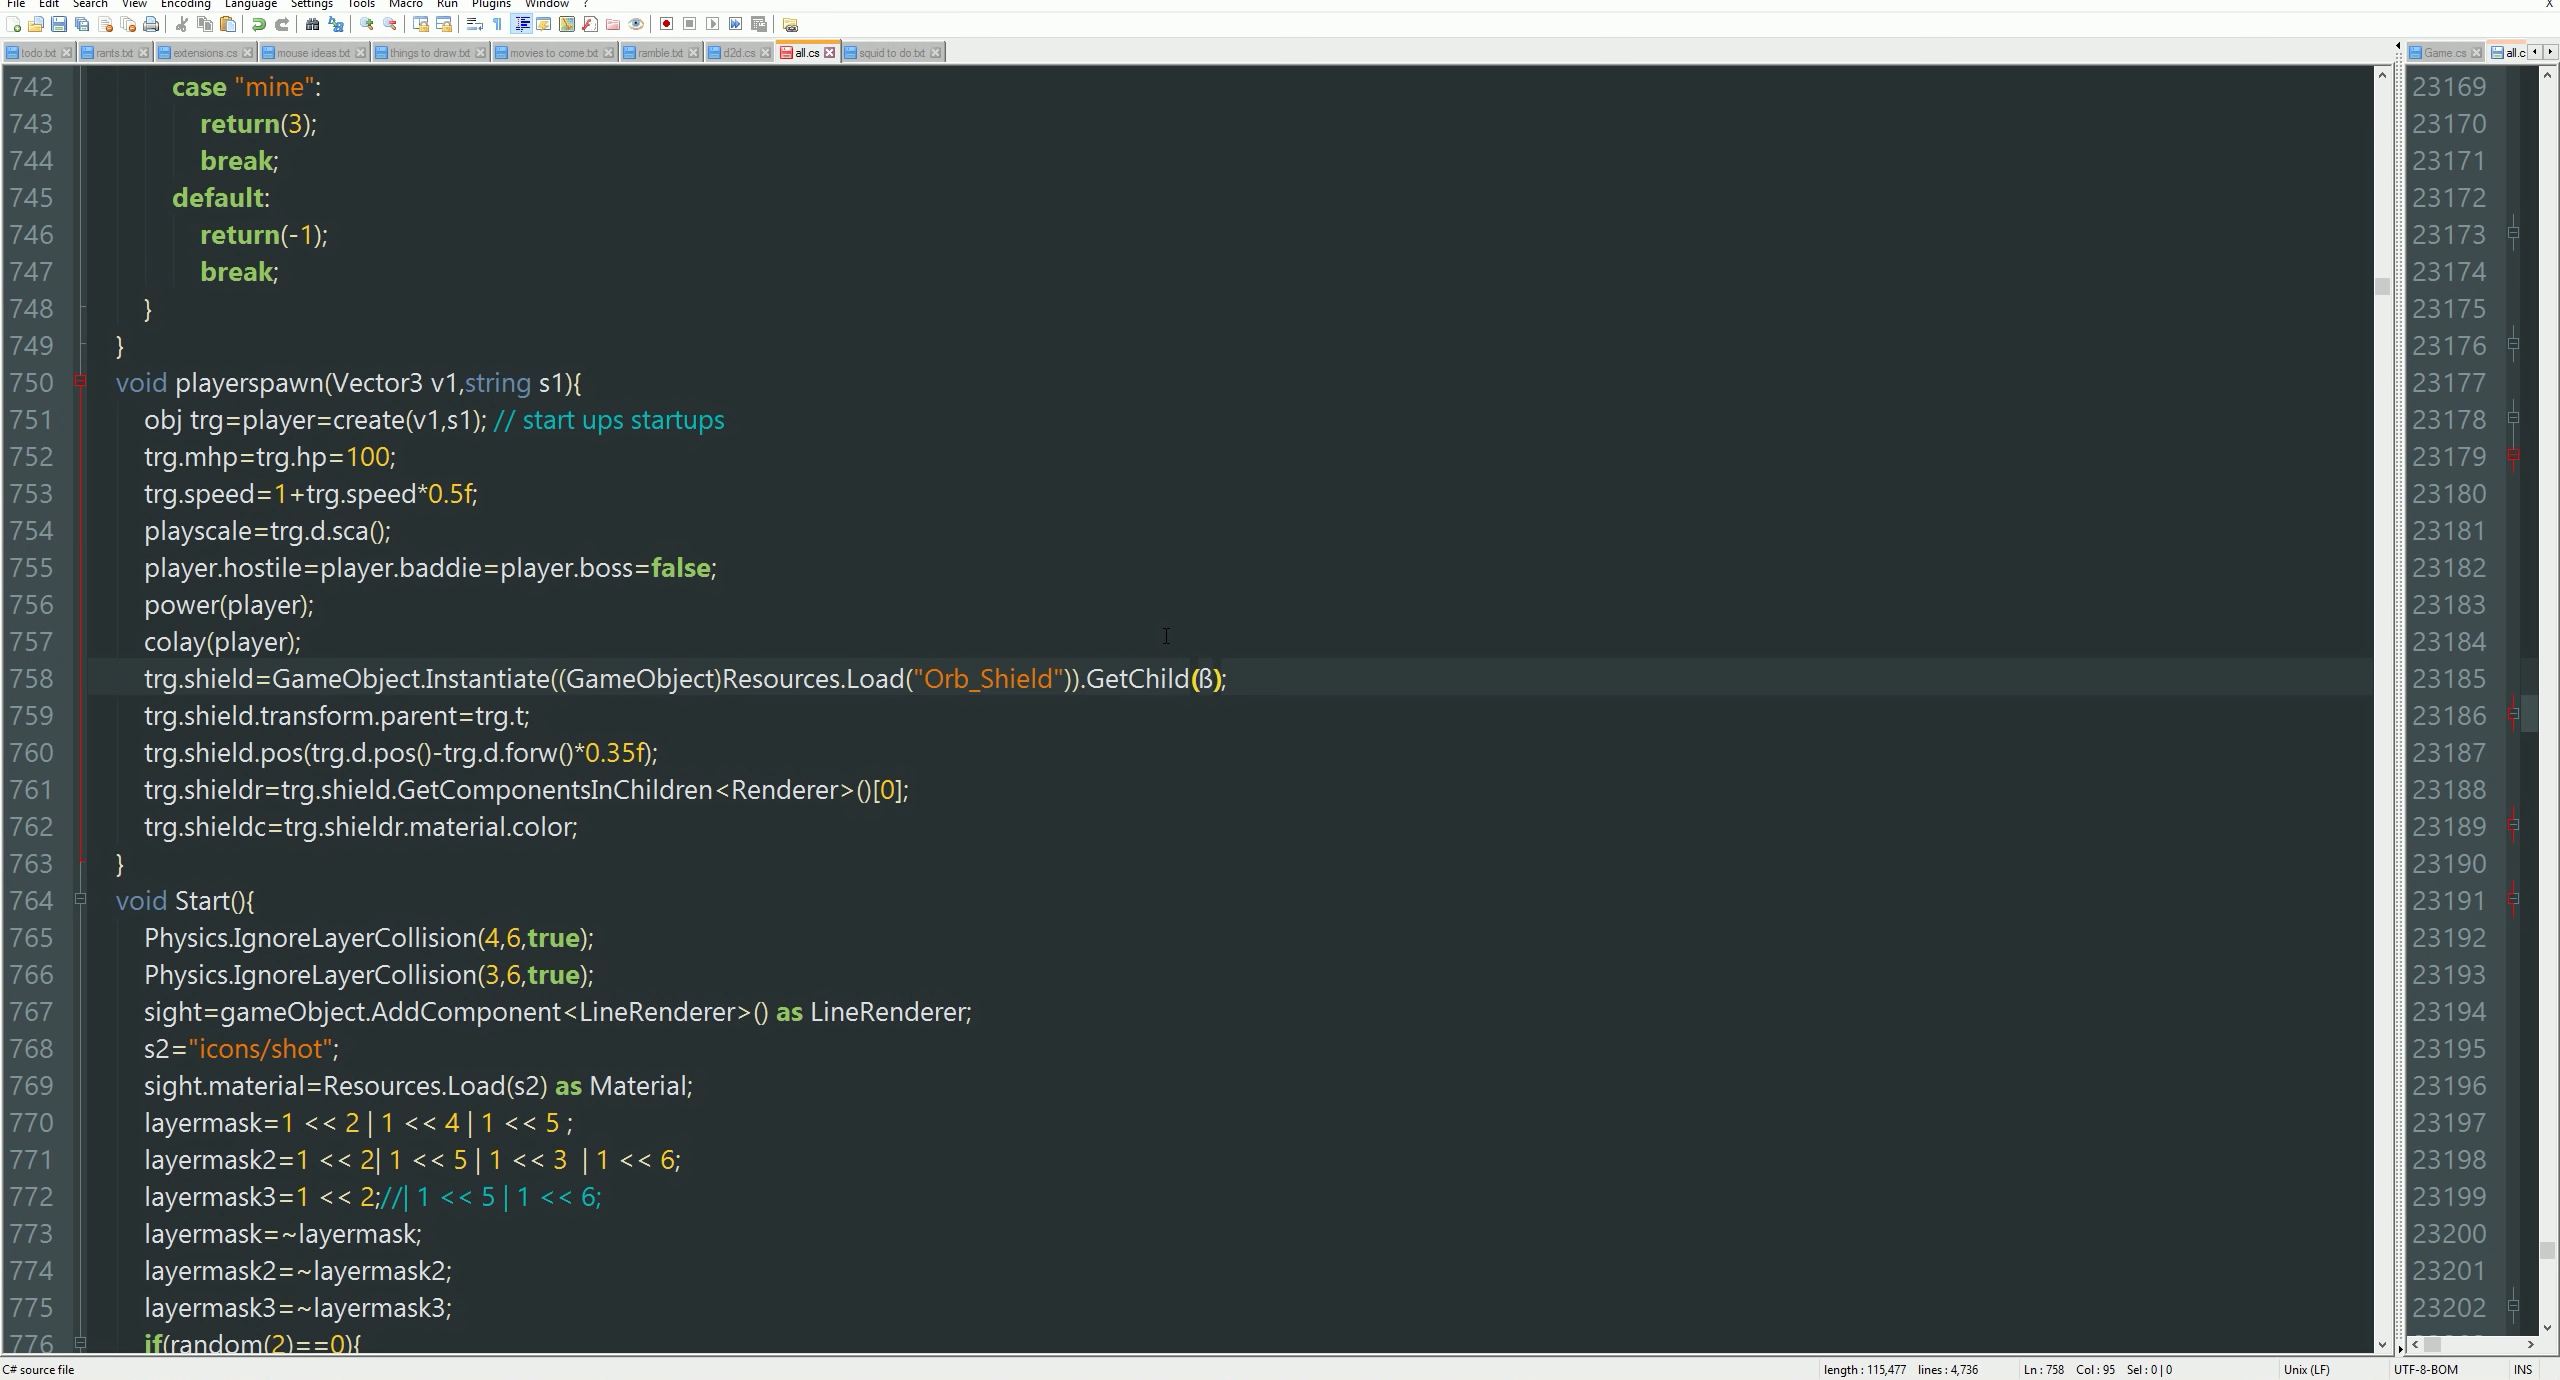 File Edit Search View Encoding Language Settings Tools Macro Run Plugins Window ? X
todo.txt rants.txt extensions.cs mouse ideas.txt things to draw.txt movies to come.txt ramble.txt d2d.cs all.cs squid to do.txt Game.cs all.c
742 case "mine":
743 return(3);
744 break;
745 default:
746 return(-1);
747 break;
748 }
749 }
750 void playerspawn(Vector3 v1,string s1){
751 obj trg=player=create(v1,s1); // start ups startups
752 trg.mhp=trg.hp=100;
753 trg.speed=1+trg.speed*0.5f;
754 playscale=trg.d.sca();
755 player.hostile=player.baddie=player.boss=false;
756 power(player);
757 colay(player);
758 trg.shield=GameObject.Instantiate((GameObject)Resources.Load("Orb_Shield")).GetChild(ß);
759 trg.shield.transform.parent=trg.t;
760 trg.shield.pos(trg.d.pos()-trg.d.forw()*0.35f);
761 trg.shieldr=trg.shield.GetComponentsInChildren<Renderer>()[0];
762 trg.shieldc=trg.shieldr.material.color;
763 }
764 void Start(){
765 Physics.IgnoreLayerCollision(4,6,true);
766 Physics.IgnoreLayerCollision(3,6,true);
767 sight=gameObject.AddComponent<LineRenderer>() as LineRenderer;
768 s2="icons/shot";
769 sight.material=Resources.Load(s2) as Material;
770 layermask=1 << 2 | 1 << 4 | 1 << 5 ;
771 layermask2=1 << 2| 1 << 5 | 1 << 3 | 1 << 6;
772 layermask3=1 << 2;//| 1 << 5 | 1 << 6;
773 layermask=~layermask;
774 layermask2=~layermask2;
775 layermask3=~layermask3;
776 if(random(2)==0){
23169
23170
23171
23172
23173
23174
23175
23176
23177
23178
23179
23180
23181
23182
23183
23184
23185
23186
23187
23188
23189
23190
23191
23192
23193
23194
23195
23196
23197
23198
23199
23200
23201
23202
C# source file length : 115,477 lines : 4,736 Ln : 758 Col : 95 Sel : 0 | 0 Unix (LF) UTF-8-BOM INS